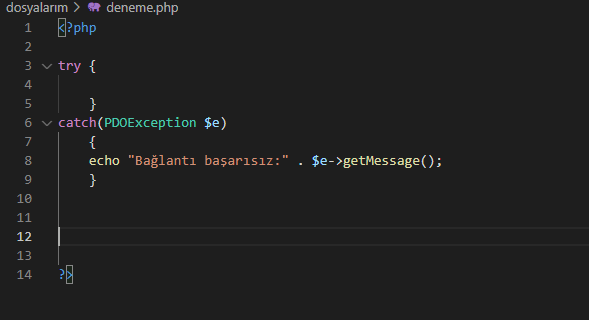 dosyalarım > deneme.php
1 <?php
2
3 try {
4
5 }
6 catch(PDOException $e)
7 {
8 echo "Bağlantı başarısız:" . $e->getMessage();
9 }
10
11
12
13
14 ?>